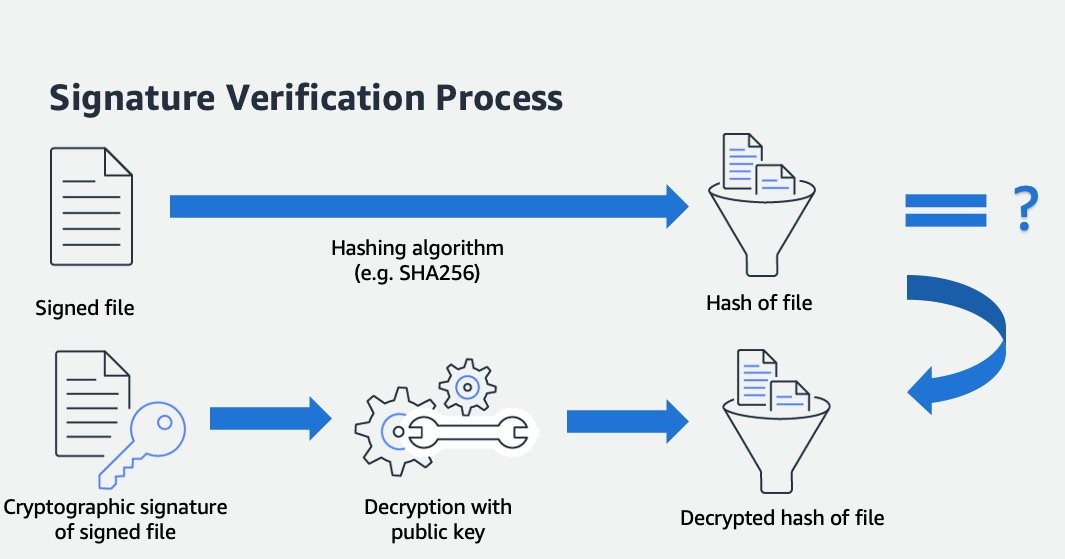 Signature Verification Process
= ?
Hashing algorithm
(e.g. SHA256)
Signed file
Hash of file
Cryptographic signature
of signed file
Decryption with
public key
Decrypted hash of file